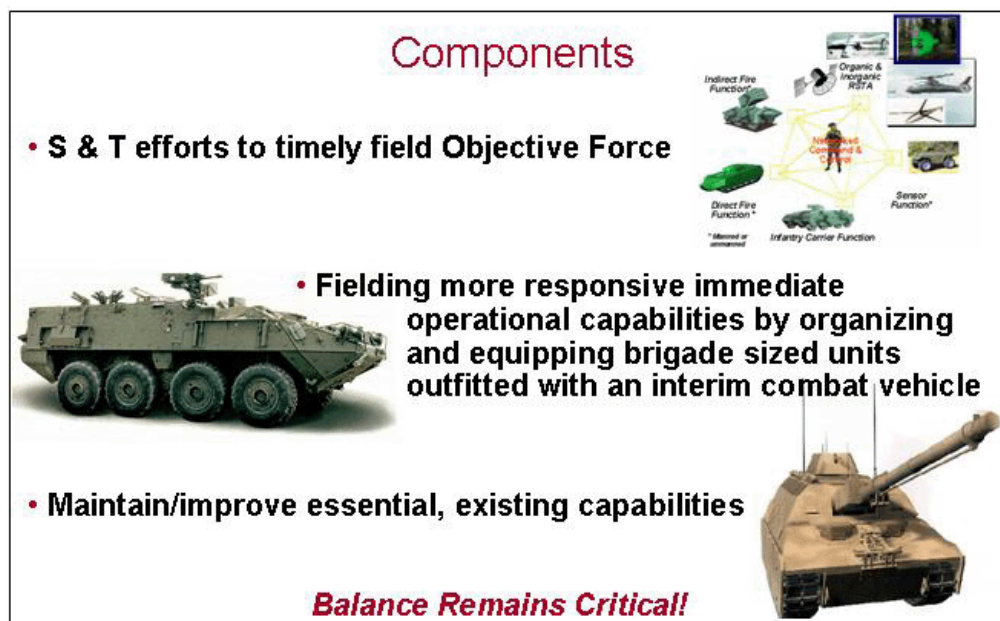 Components
• S & T efforts to timely field Objective Force
Indirect Fire
Function*
Organic &
Inorganic
RSTA
Networked
Command &
Control
Direct Fire
Function *
Sensor
Function*
* Manned or
unmanned
Infantry Carrier Function
• Fielding more responsive immediate
operational capabilities by organizing
and equipping brigade sized units
outfitted with an interim combat vehicle
• Maintain/improve essential, existing capabilities
Balance Remains Critical!